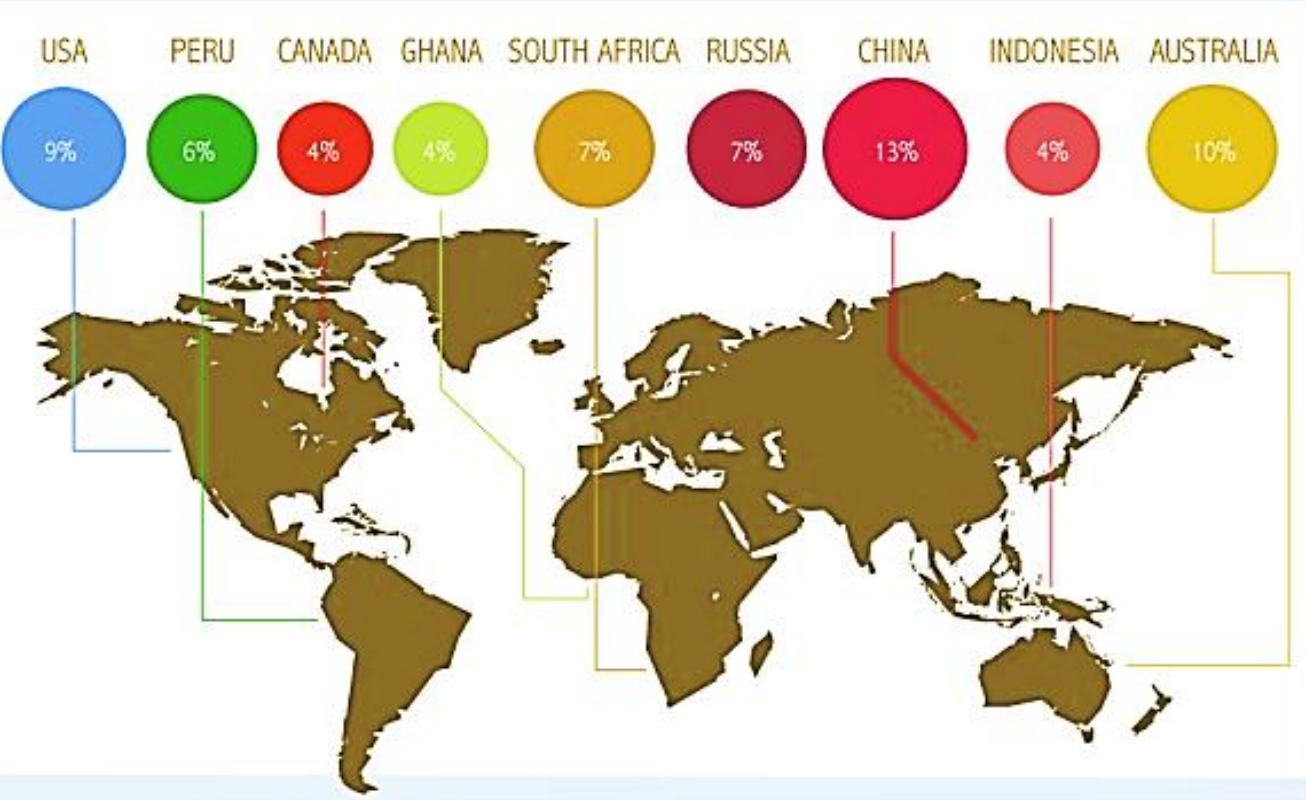 USA PERU CANADA GHANA SOUTH AFRICA RUSSIA CHINA INDONESIA AUSTRALIA
9% 6% 4% 4% 7% 7% 13% 4% 10%